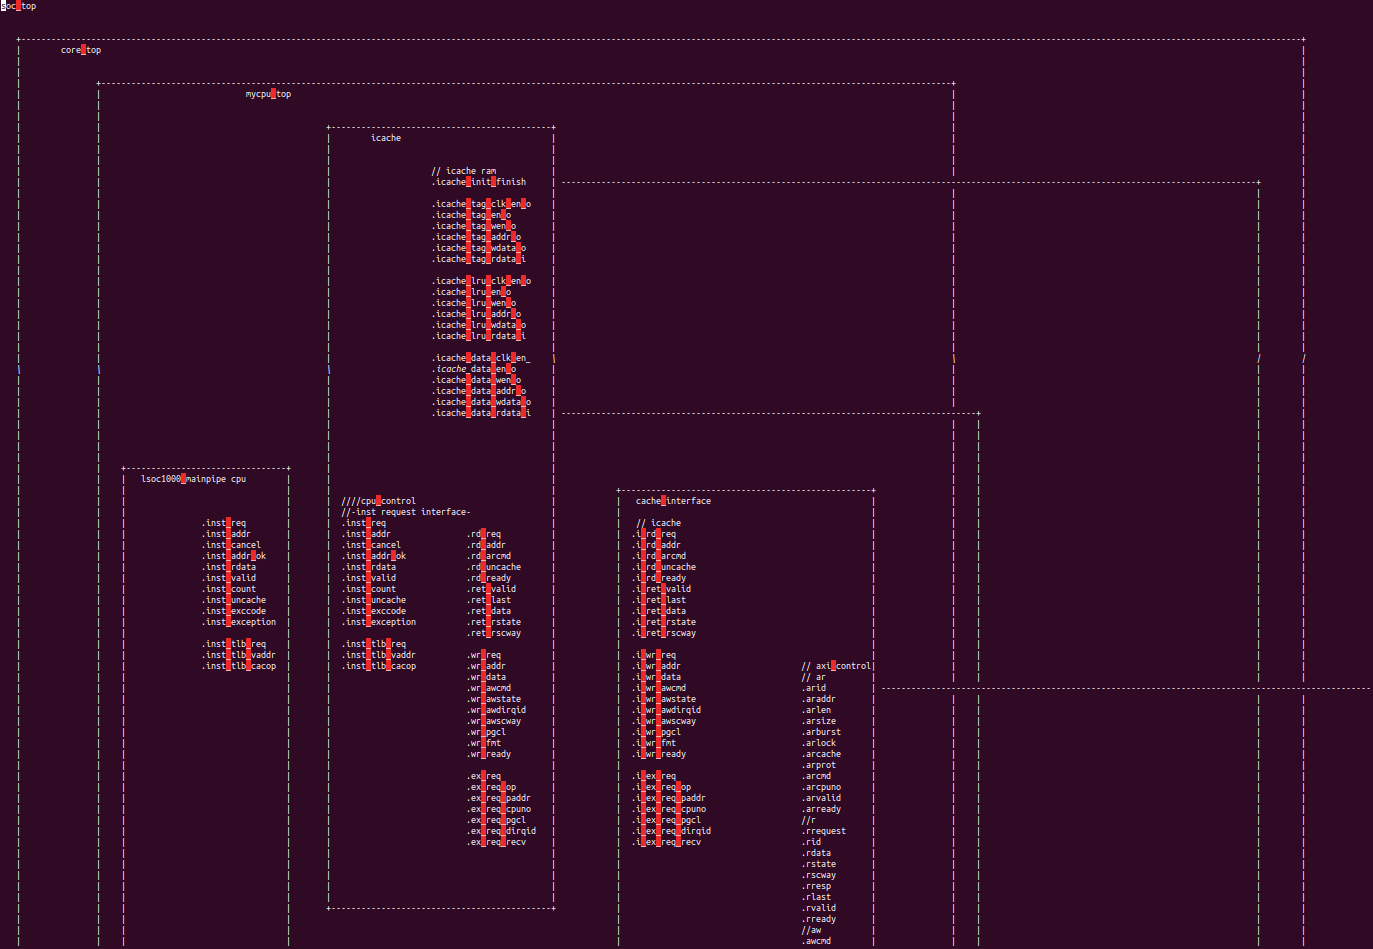 soc_top
core_top
mycpu_top
icache
// icache ram
.icache_init_finish
.icache_tag_clk_en_o
.icache_tag_en_o
.icache_tag_wen_o
.icache_tag_addr_o
.icache_tag_wdata_o
.icache_tag_rdata_i
.icache_lru_clk_en_o
.icache_lru_en_o
.icache_lru_wen_o
.icache_lru_addr_o
.icache_lru_wdata_o
.icache_lru_rdata_i
.icache_data_clk_en_
.icache_data_en_o
.icache_data_wen_o
.icache_data_addr_o
.icache_data_wdata_o
.icache_data_rdata_i
lsoc1000_mainpipe cpu
.inst_req
.inst_addr
.inst_cancel
.inst_addr_ok
.inst_rdata
.inst_valid
.inst_count
.inst_uncache
.inst_exccode
.inst_exception
.inst_tlb_req
.inst_tlb_vaddr
.inst_tlb_cacop
////cpu_control
//-inst request interface-
.inst_req
.inst_addr
.inst_cancel
.inst_addr_ok
.inst_rdata
.inst_valid
.inst_count
.inst_uncache
.inst_exccode
.inst_exception
.inst_tlb_req
.inst_tlb_vaddr
.inst_tlb_cacop
.rd_req
.rd_addr
.rd_arcmd
.rd_uncache
.rd_ready
.ret_valid
.ret_last
.ret_data
.ret_rstate
.ret_rscway
.wr_req
.wr_addr
.wr_data
.wr_awcmd
.wr_awstate
.wr_awdirqid
.wr_awscway
.wr_pgcl
.wr_fmt
.wr_ready
.ex_req
.ex_req_op
.ex_req_paddr
.ex_req_cpuno
.ex_req_pgcl
.ex_req_dirqid
.ex_req_recv
cache_interface
// icache
.i_rd_req
.i_rd_addr
.i_rd_arcmd
.i_rd_uncache
.i_rd_ready
.i_ret_valid
.i_ret_last
.i_ret_data
.i_ret_rstate
.i_ret_rscway
.i_wr_req
.i_wr_addr
.i_wr_data
.i_wr_awcmd
.i_wr_awstate
.i_wr_awdirqid
.i_wr_awscway
.i_wr_pgcl
.i_wr_fmt
.i_wr_ready
.i_ex_req
.i_ex_req_op
.i_ex_req_paddr
.i_ex_req_cpuno
.i_ex_req_pgcl
.i_ex_req_dirqid
.i_ex_req_recv
// axi_control
// ar
.arid
.araddr
.arlen
.arsize
.arburst
.arlock
.arcache
.arprot
.arcmd
.arcpuno
.arvalid
.arready
//r
.rrequest
.rid
.rdata
.rstate
.rscway
.rresp
.rlast
.rvalid
.rready
//aw
.awcmd